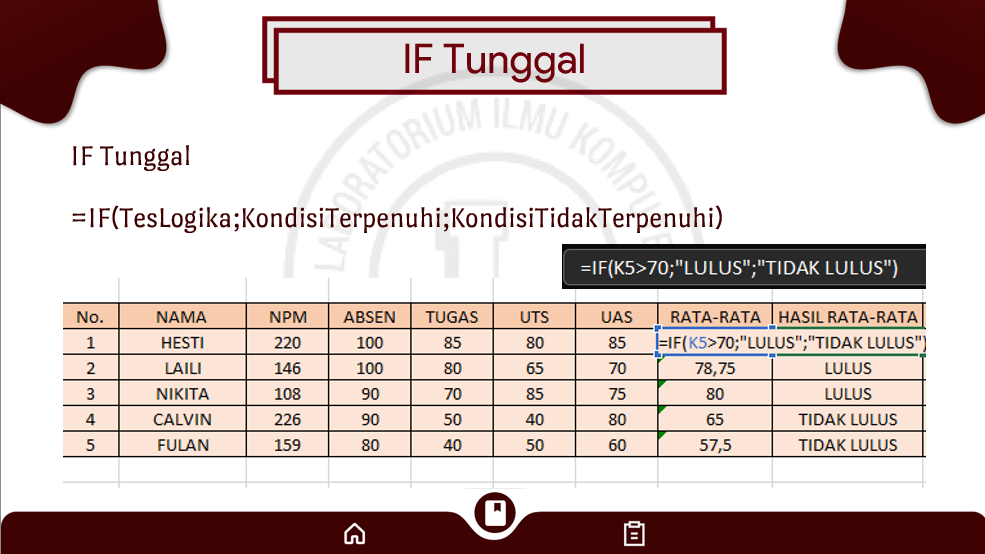 IF Tunggal
LABORATORIUM ILMU KOMPU
IF Tunggal
=IF(TesLogika;KondisiTerpenuhi;KondisiTidakTerpenuhi)
=IF(K5>70;"LULUS";"TIDAK LULUS")
No. NAMA NPM ABSEN TUGAS UTS UAS RATA-RATA HASIL RATA-RATA
1 HESTI 220 100 85 80 85 =IF(K5>70;"LULUS";"TIDAK LULUS")
2 LAILI 146 100 80 65 70 78,75 LULUS
3 NIKITA 108 90 70 85 75 80 LULUS
4 CALVIN 226 90 50 40 80 65 TIDAK LULUS
5 FULAN 159 80 40 50 60 57,5 TIDAK LULUS